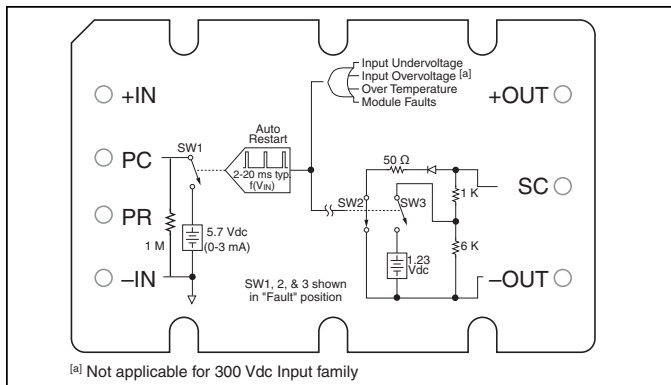 Input Undervoltage
Input Overvoltage [a]
Over Temperature
Module Faults
+IN
+OUT
PC
SW1
Auto
Restart
2-20 ms typ.
f(VIN)
50 Ω
SC
1 K
PR
SW2
SW3
5.7 Vdc
(0-3 mA)
1 M
6 K
1.23
Vdc
–IN
SW1, 2, & 3 shown
in "Fault" position
–OUT
[a] Not applicable for 300 Vdc Input family